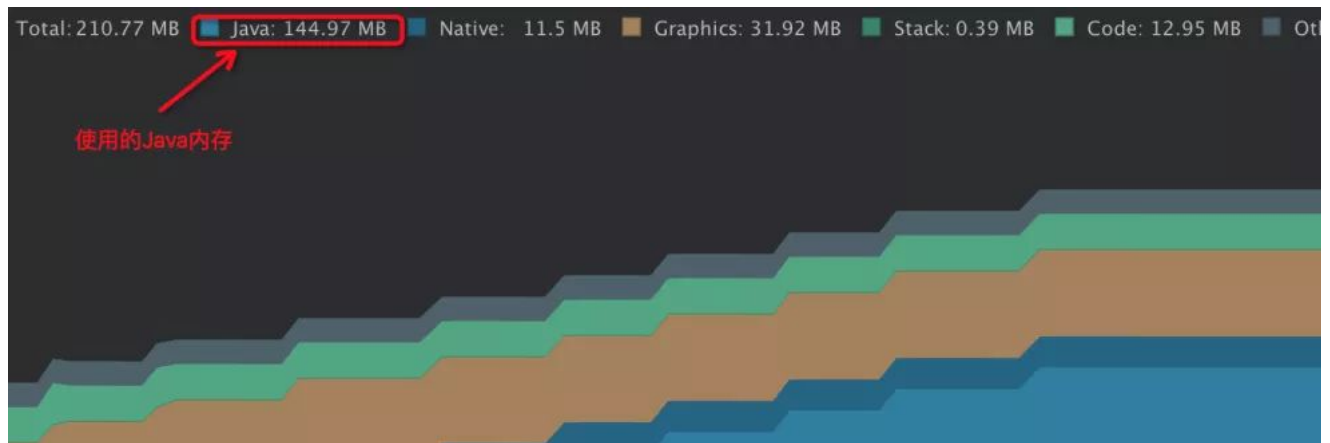 Total: 210.77 MB Java: 144.97 MB Native: 11.5 MB Graphics: 31.92 MB Stack: 0.39 MB Code: 12.95 MB
使用的Java内存